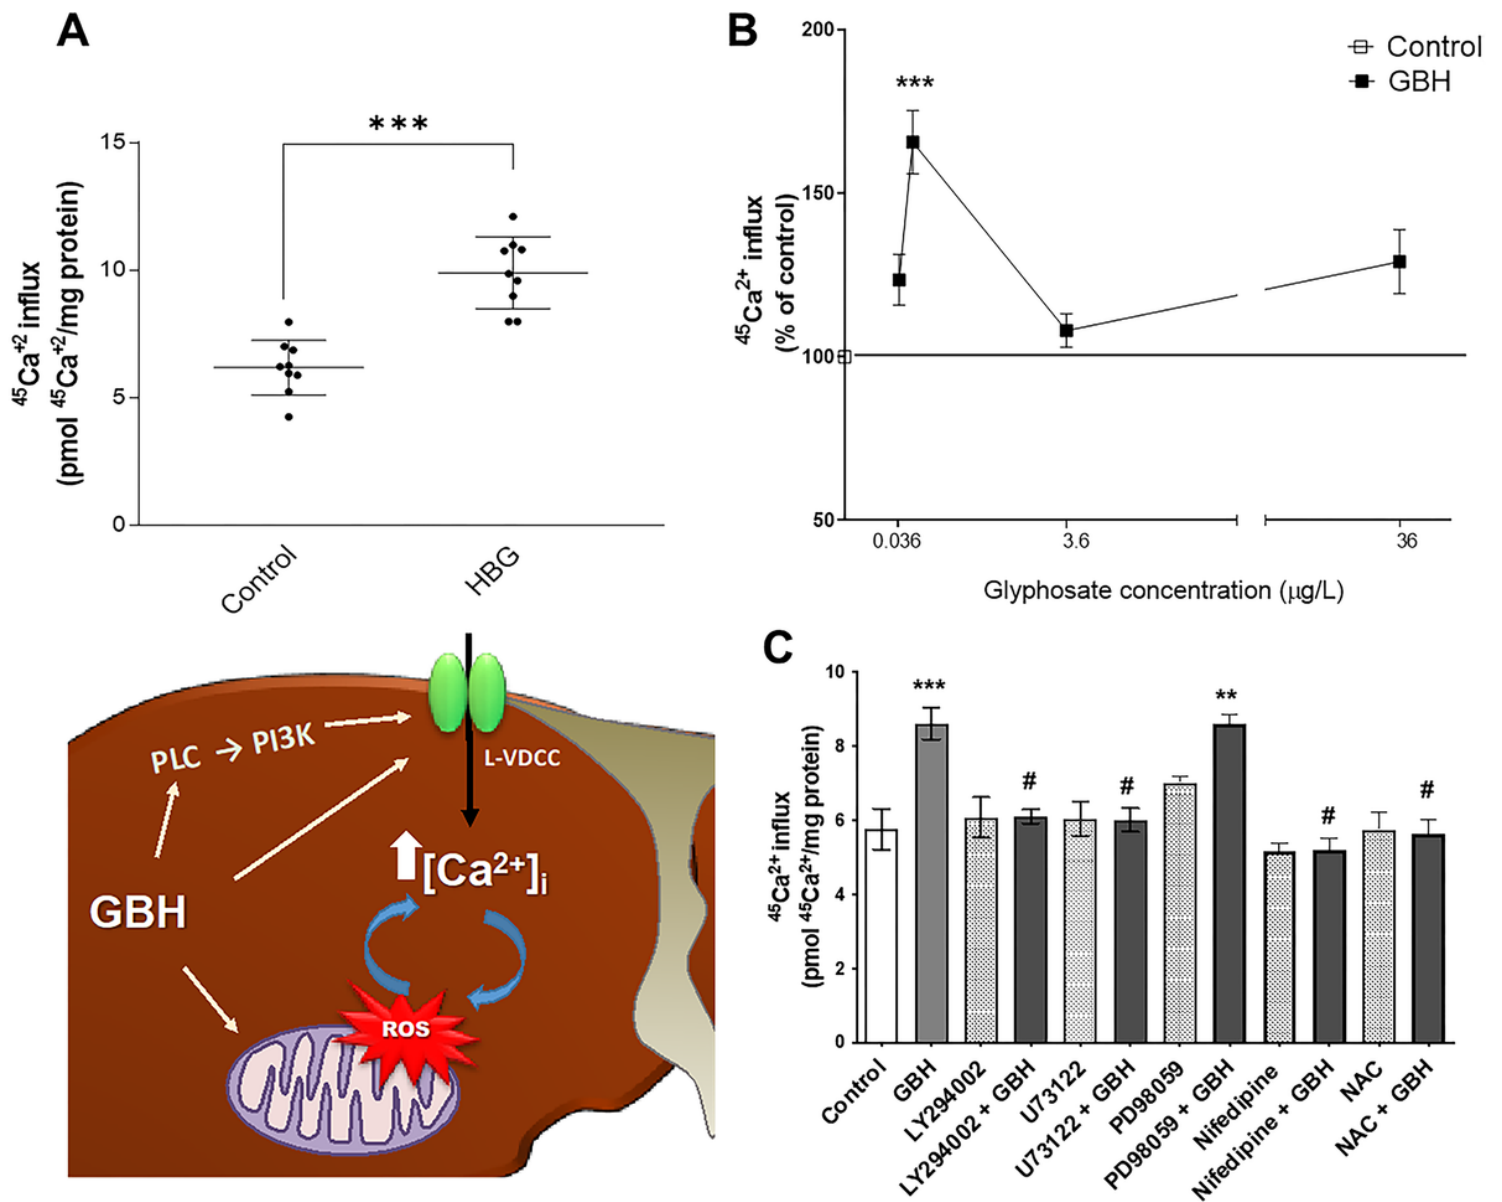 A
***
15
10
5
0
⁴⁵Ca⁺² influx
(pmol ⁴⁵Ca⁺²/mg protein)
Control
HBG
B
Control
GBH
***
200
150
100
50
⁴⁵Ca²⁺ influx
(% of control)
0.036
3.6
36
Glyphosate concentration (µg/L)
PLC → PI3K
L-VDCC
[Ca²⁺]ᵢ
GBH
ROS
C
10
8
6
4
2
0
⁴⁵Ca²⁺ influx
(pmol ⁴⁵Ca²⁺/mg protein)
***
#
#
**
#
#
Control
GBH
LY294002
LY294002 + GBH
U73122
U73122 + GBH
PD98059
PD98059 + GBH
Nifedipine
Nifedipine + GBH
NAC
NAC + GBH